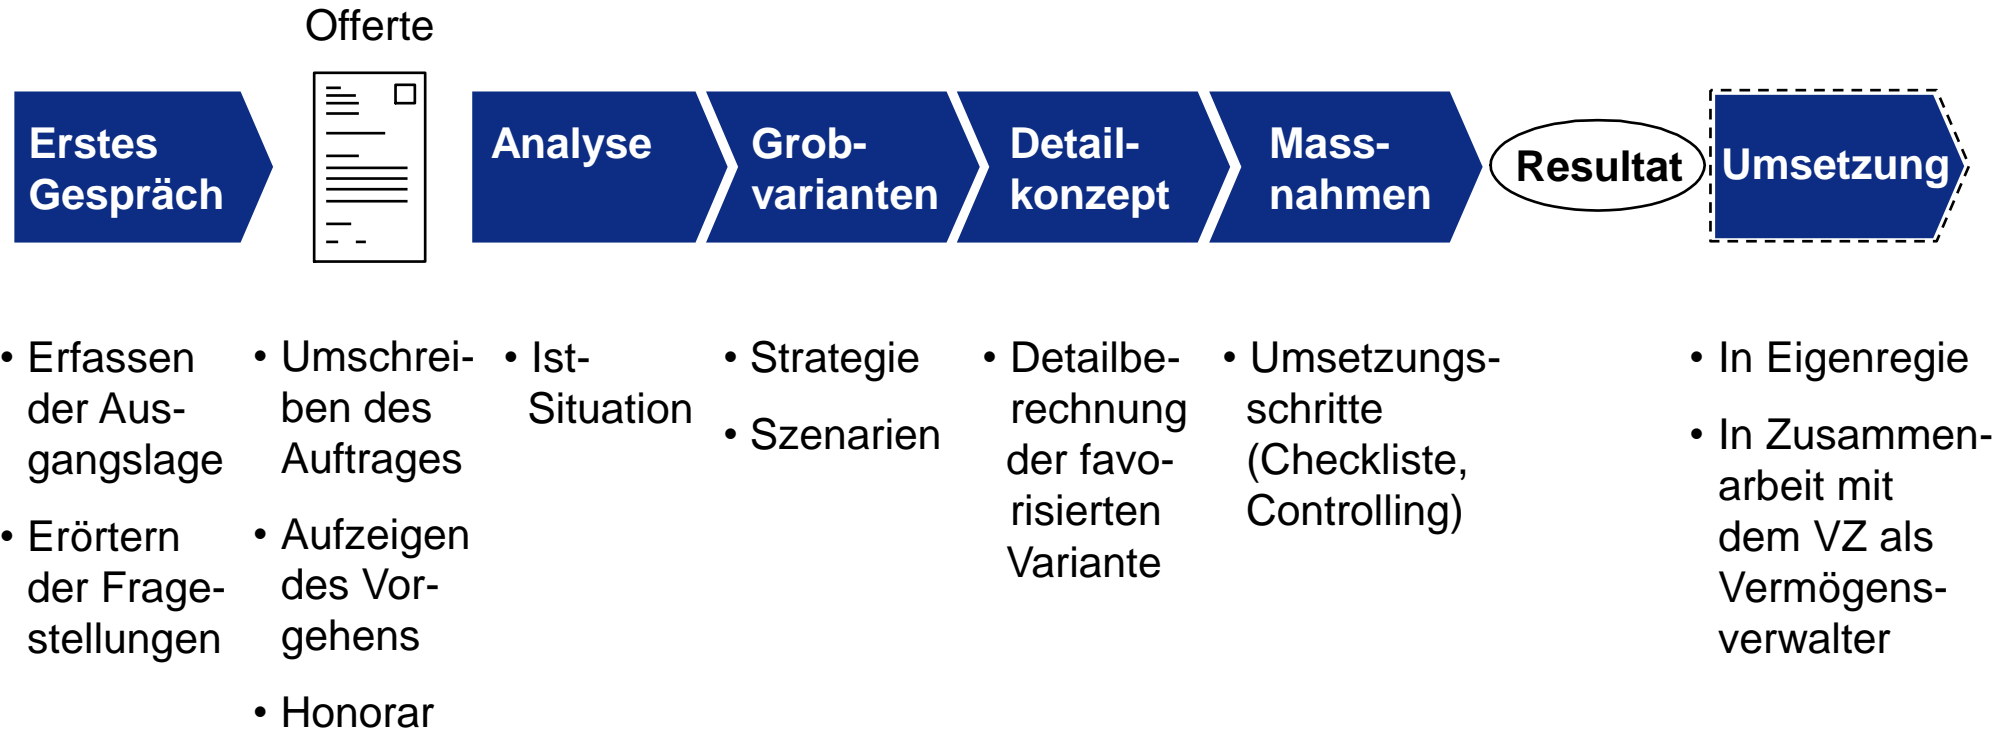 Offerte
Erstes
Gespräch
Analyse
Grob-
varianten
Detail-
konzept
Mass-
nahmen
Resultat
Umsetzung
• Erfassen
der Aus-
gangslage
• Erörtern
der Frage-
stellungen
• Umschrei-
ben des
Auftrages
• Aufzeigen
des Vor-
gehens
• Honorar
• Ist-
Situation
• Strategie
• Szenarien
• Detailbe-
rechnung
der favo-
risierten
Variante
• Umsetzungs-
schritte
(Checkliste,
Controlling)
• In Eigenregie
• In Zusammen-
arbeit mit
dem VZ als
Vermögens-
verwalter